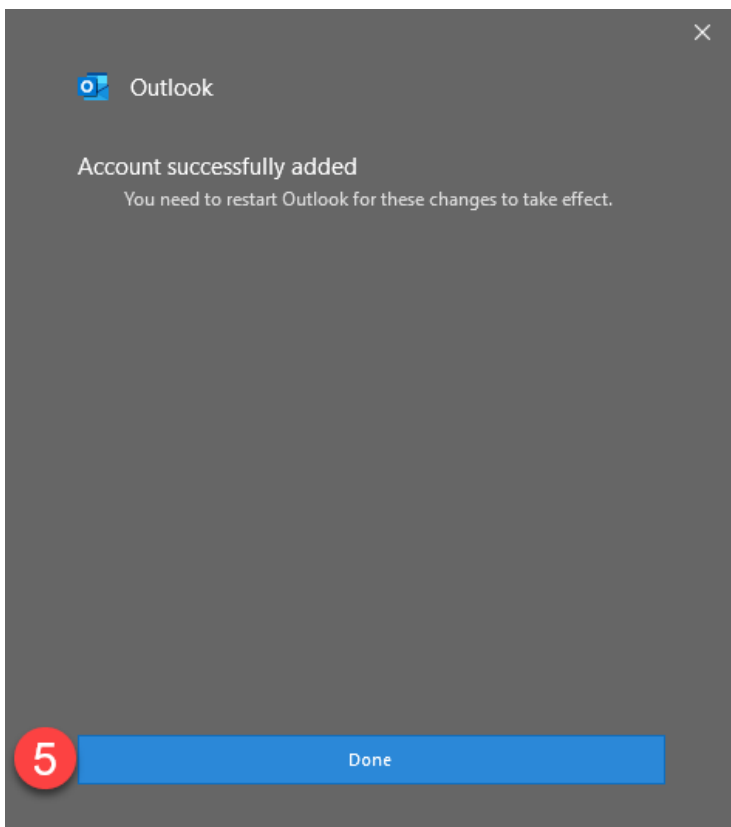 Outlook
Account successfully added
You need to restart Outlook for these changes to take effect.
5
Done